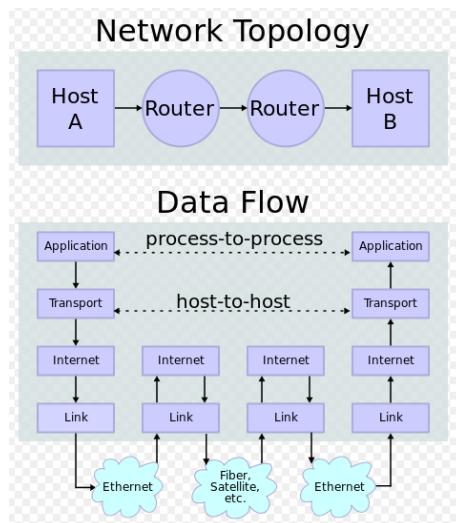 Network Topology
Host
A
Router
Router
Host
B
Data Flow
Application
process-to-process
Application
Transport
host-to-host
Transport
Internet
Internet
Internet
Internet
Link
Link
Link
Link
Ethernet
Fiber,
Satellite,
etc.
Ethernet